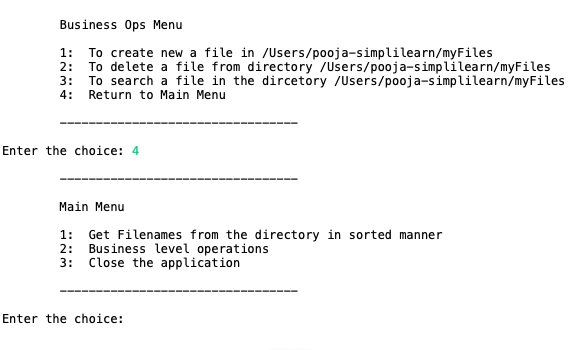 Business Ops Menu
1: To create new a file in /Users/pooja-simplilearn/myFiles
2: To delete a file from directory /Users/pooja-simplilearn/myFiles
3: To search a file in the dircetory /Users/pooja-simplilearn/myFiles
4: Return to Main Menu
---------------------------------
Enter the choice: 4
---------------------------------
Main Menu
1: Get Filenames from the directory in sorted manner
2: Business level operations
3: Close the application
---------------------------------
Enter the choice: